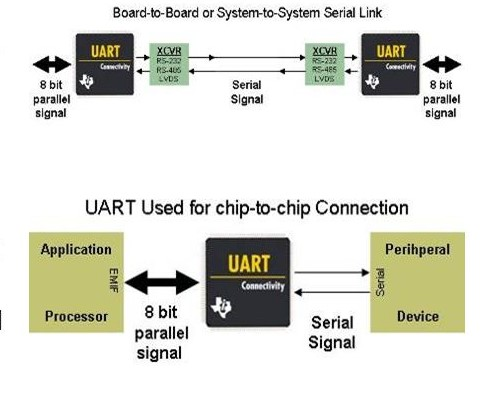 Board-to-Board or System-to-System Serial Link
8 bit
parallel
signal
UART
Connectivity
XCVR
RS-232
RS-485
LVDS
Serial
Signal
XCVR
RS-232
RS-485
LVDS
UART
Connectivity
8 bit
parallel
signal
UART Used for chip-to-chip Connection
Application
EMIF
Processor
8 bit
parallel
signal
UART
Connectivity
Serial
Signal
Perihperal
Serial
Device